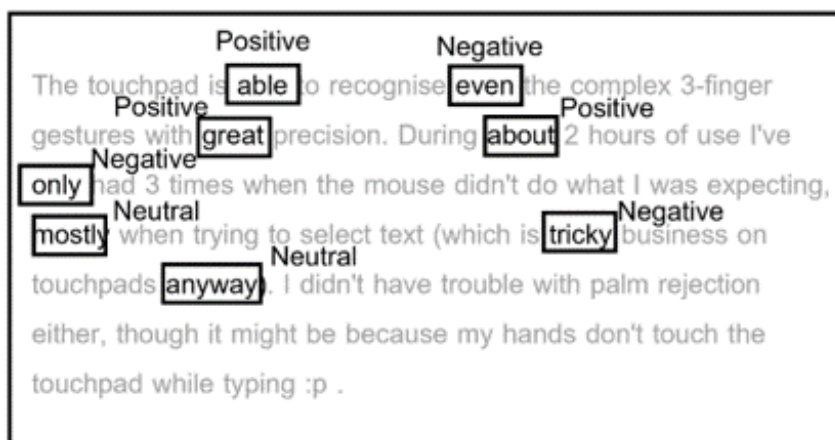 Positive Negative
The touchpad is able to recognise even the complex 3-finger
Positive Positive
gestures with great precision. During about 2 hours of use I've
Negative
only had 3 times when the mouse didn't do what I was expecting,
Neutral Negative
mostly when trying to select text (which is tricky business on
Neutral
touchpads anyway). I didn't have trouble with palm rejection
either, though it might be because my hands don't touch the
touchpad while typing :p .